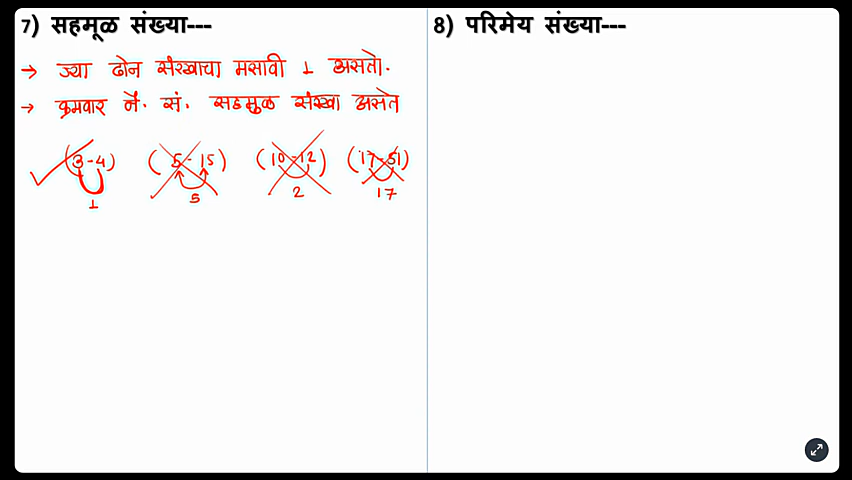 7) सहमूळ संख्या---
→ ज्या दोन संख्याचा मसावी 1 असतो.
→ क्रमवार नै. सं. सहमुळ संख्या असते
(3-4) (5-15) (10-12) (17-51)
1 5 2 17
8) परिमेय संख्या---